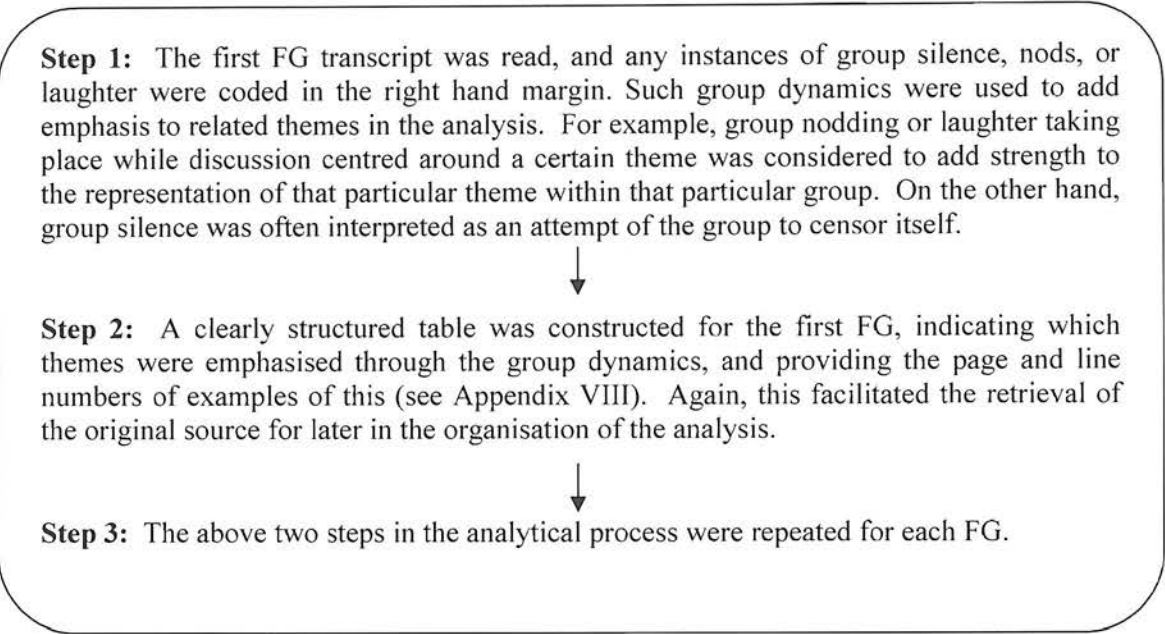 Step 1: The first FG transcript was read, and any instances of group silence, nods, or
laughter were coded in the right hand margin. Such group dynamics were used to add
emphasis to related themes in the analysis. For example, group nodding or laughter taking
place while discussion centred around a certain theme was considered to add strength to
the representation of that particular theme within that particular group. On the other hand,
group silence was often interpreted as an attempt of the group to censor itself.
Step 2: A clearly structured table was constructed for the first FG, indicating which
themes were emphasised through the group dynamics, and providing the page and line
numbers of examples of this (see Appendix VIII). Again, this facilitated the retrieval of
the original source for later in the organisation of the analysis.
Step 3: The above two steps in the analytical process were repeated for each FG.